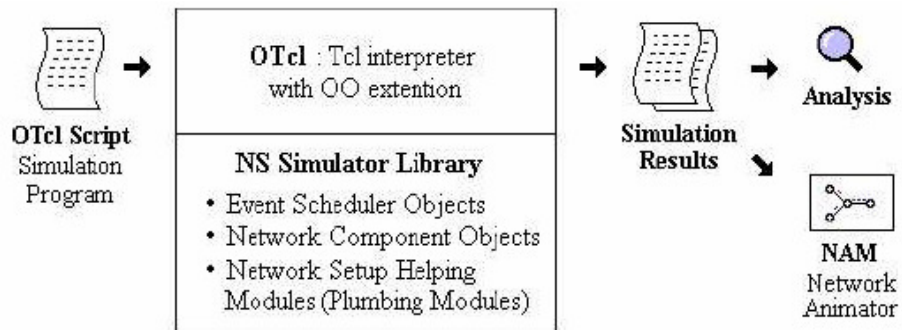 OTcl Script
Simulation
Program
OTcl : Tcl interpreter
with OO extention
NS Simulator Library
• Event Scheduler Objects
• Network Component Objects
• Network Setup Helping
Modules (Plumbing Modules)
Simulation
Results
Analysis
NAM
Network
Animator